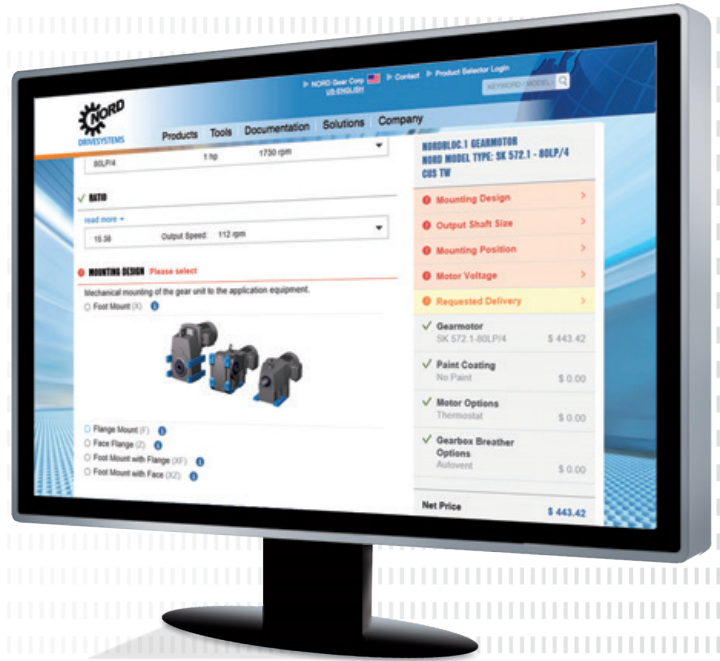 NORD Gear Corp
US-ENGLISH
Contact
Product Selector Login
KEYWORD / MODEL
NORD
DRIVESYSTEMS
Products Tools Documentation Solutions Company
80LP/4 1 hp 1730 rpm
RATIO
read more
15.38 Output Speed: 112 rpm
MOUNTING DESIGN Please select
Mechanical mounting of the gear unit to the application equipment.
Foot Mount (X)
Flange Mount (F)
Face Flange (Z)
Foot Mount with Flange (XF)
Foot Mount with Face (XZ)
NORDBLOC.1 GEARMOTOR
NORD MODEL TYPE: SK 572.1 - 80LP/4
CUS TW
Mounting Design
Output Shaft Size
Mounting Position
Motor Voltage
Requested Delivery
Gearmotor
SK 572.1-80LP/4 $ 443.42
Paint Coating
No Paint $ 0.00
Motor Options
Thermostat $ 0.00
Gearbox Breather
Options
Autovent $ 0.00
Net Price $ 443.42